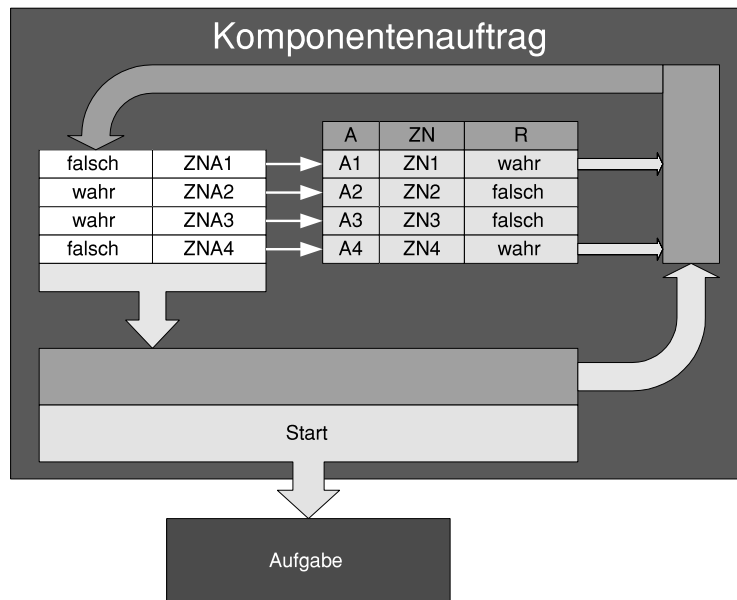 Komponentenauftrag
A ZN R
falsch ZNA1 A1 ZN1 wahr
wahr ZNA2 A2 ZN2 falsch
wahr ZNA3 A3 ZN3 falsch
falsch ZNA4 A4 ZN4 wahr
Start
Aufgabe